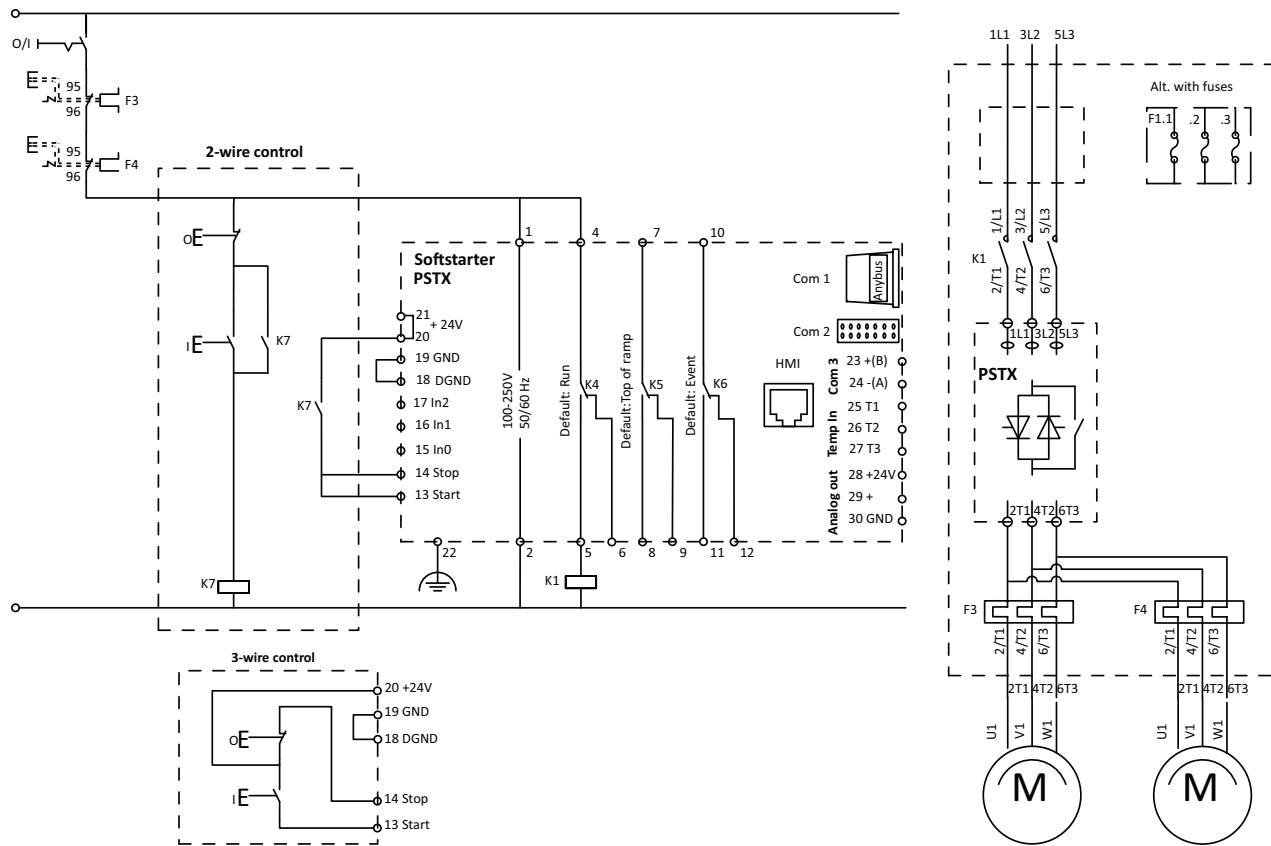 O/I
95
96
F3
95
96
F4
2-wire control
O
I
K7
K7
K7
Softstarter
PSTX
21
+ 24V
20
19 GND
18 DGND
17 In2
16 In1
15 In0
14 Stop
13 Start
22
1
100-250V
50/60 Hz
2
4
Default: Run
K4
5
6
K1
7
Default:Top of ramp
K5
8
9
10
Default: Event
K6
11
12
Com 1
Anybus
Com 2
HMI
Com 3
23 +(B)
24 -(A)
Temp In
25 T1
26 T2
27 T3
Analog out
28 +24V
29 +
30 GND
3-wire control
20 +24V
19 GND
18 DGND
O
I
14 Stop
13 Start
1L1 3L2 5L3
Alt. with fuses
F1.1 .2 .3
1/L1 3/L2 5/L3
K1
2/T1 4/T2 6/T3
1L1 3L2 5L3
PSTX
2T1 4T2 6T3
F3
2/T1 4/T2 6/T3
F4
2/T1 4/T2 6/T3
2T1 4T2 6T3
2T1 4T2 6T3
U1 V1 W1
U1 V1 W1
M
M